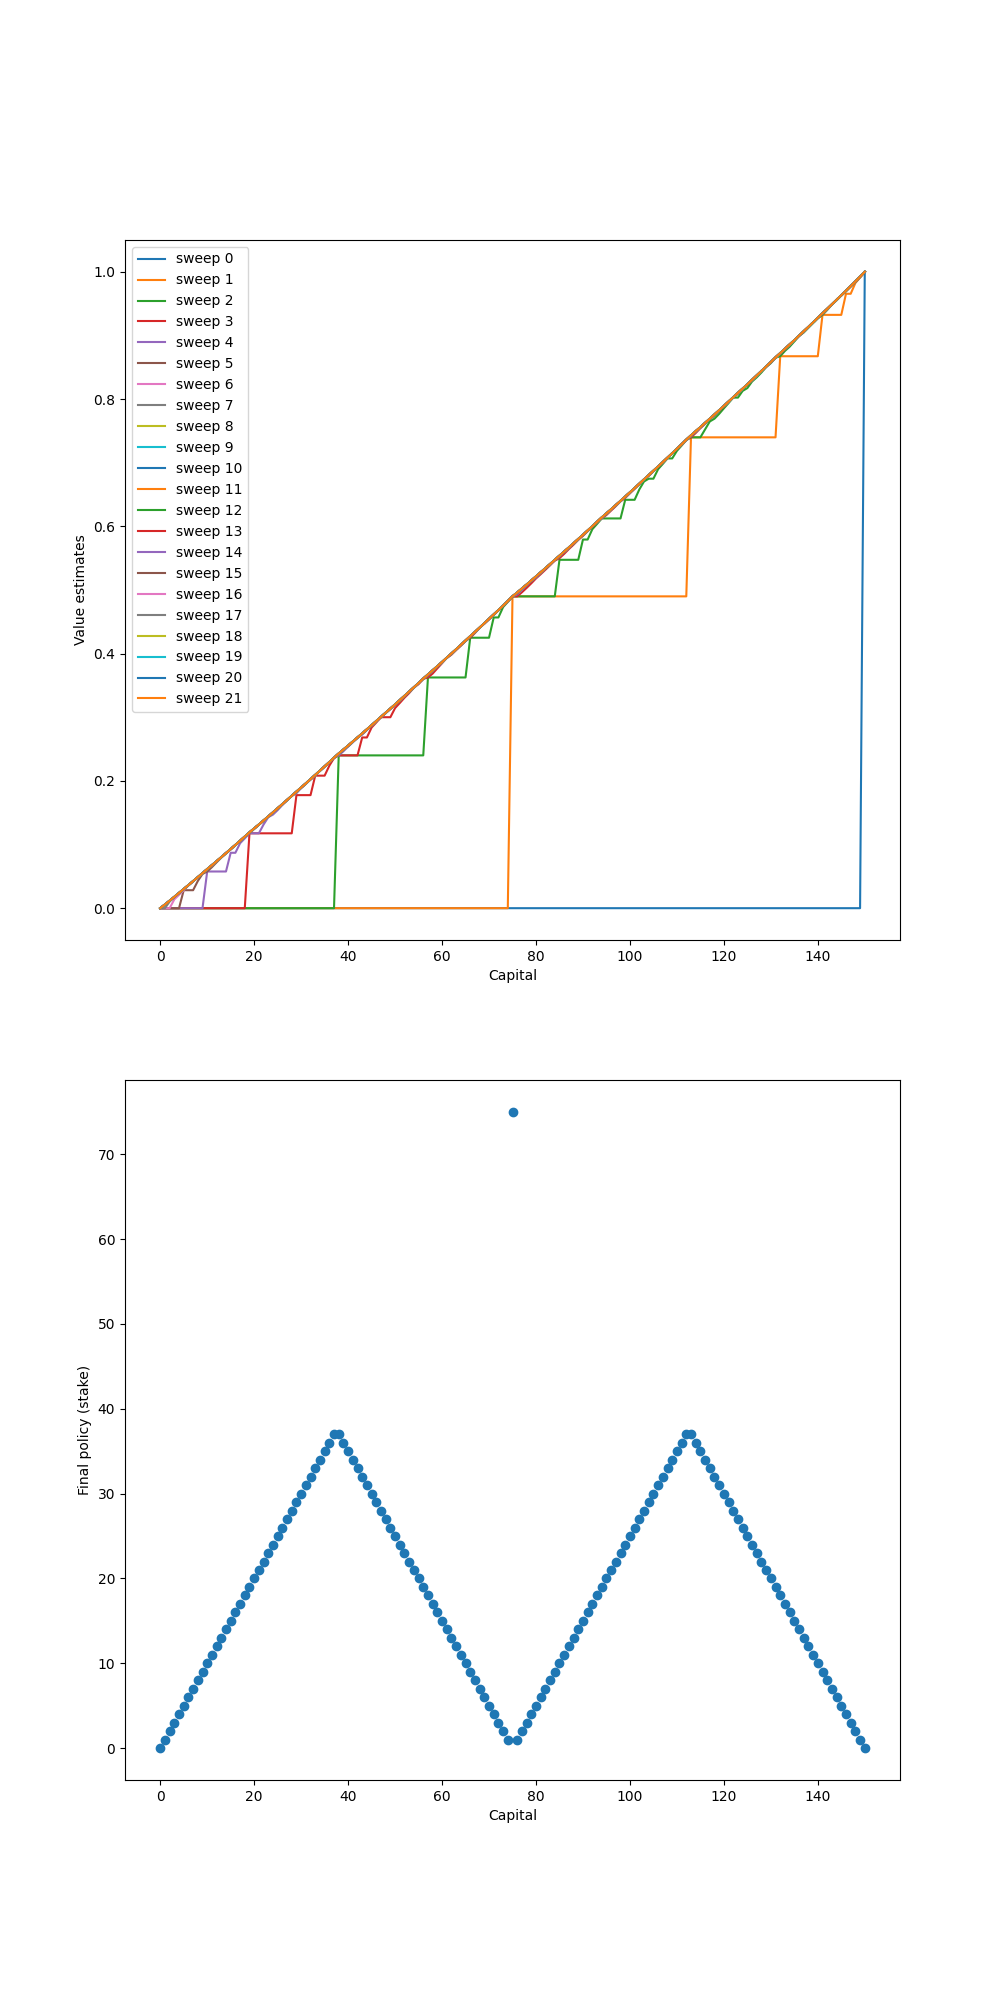 sweep 0
sweep 1
sweep 2
sweep 3
sweep 4
sweep 5
sweep 6
sweep 7
sweep 8
sweep 9
sweep 10
sweep 11
sweep 12
sweep 13
sweep 14
sweep 15
sweep 16
sweep 17
sweep 18
sweep 19
sweep 20
sweep 21
1.0
0.8
0.6
0.4
0.2
0.0
Value estimates
0 20 40 60 80 100 120 140
Capital
70
60
50
40
30
20
10
0
Final policy (stake)
0 20 40 60 80 100 120 140
Capital